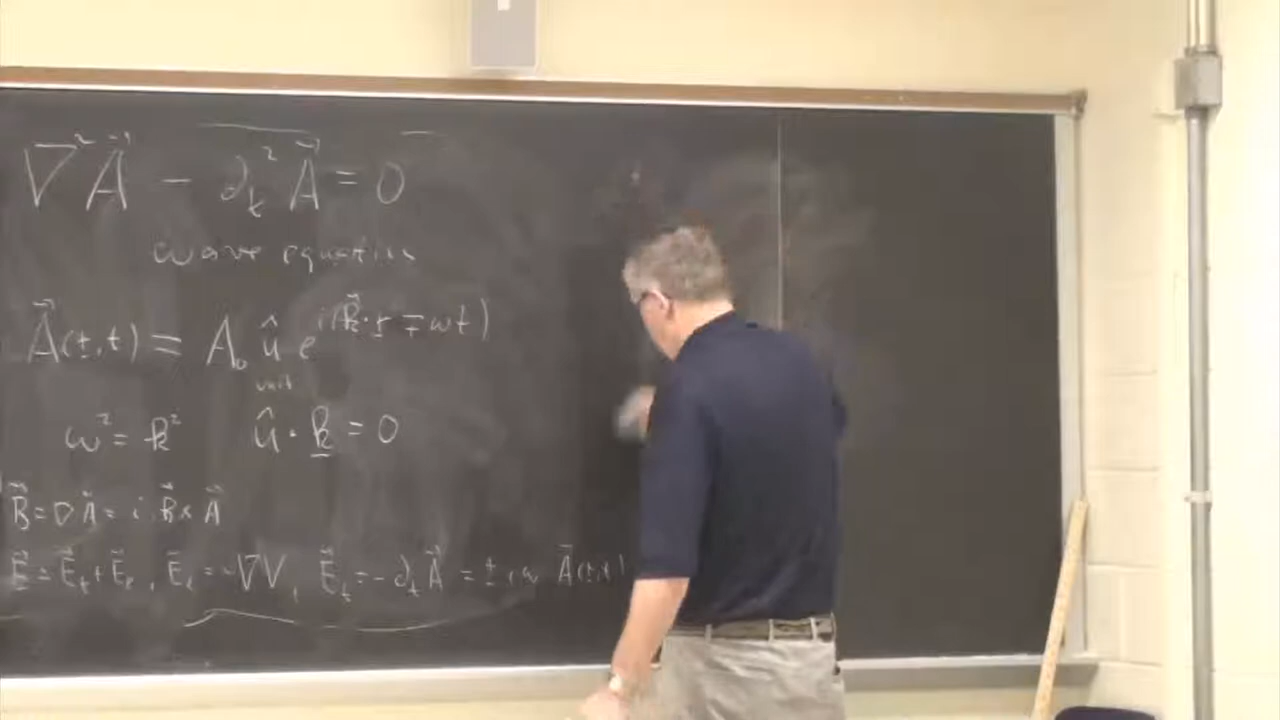 ∇²A⃗ − ∂ₜ²A⃗ = 0
wave equation
A⃗(r,t) = A₀ û e^{i(k⃗·r ∓ ωt)}
unit
ω² = k² û · k = 0
B⃗ = ∇A⃗ = i k⃗ × A⃗
E⃗ = E⃗ₜ + E⃗ₑ, E⃗ₑ = −∇V, E⃗ₜ = −∂ₜA⃗ = ± iω A⃗(r,t)